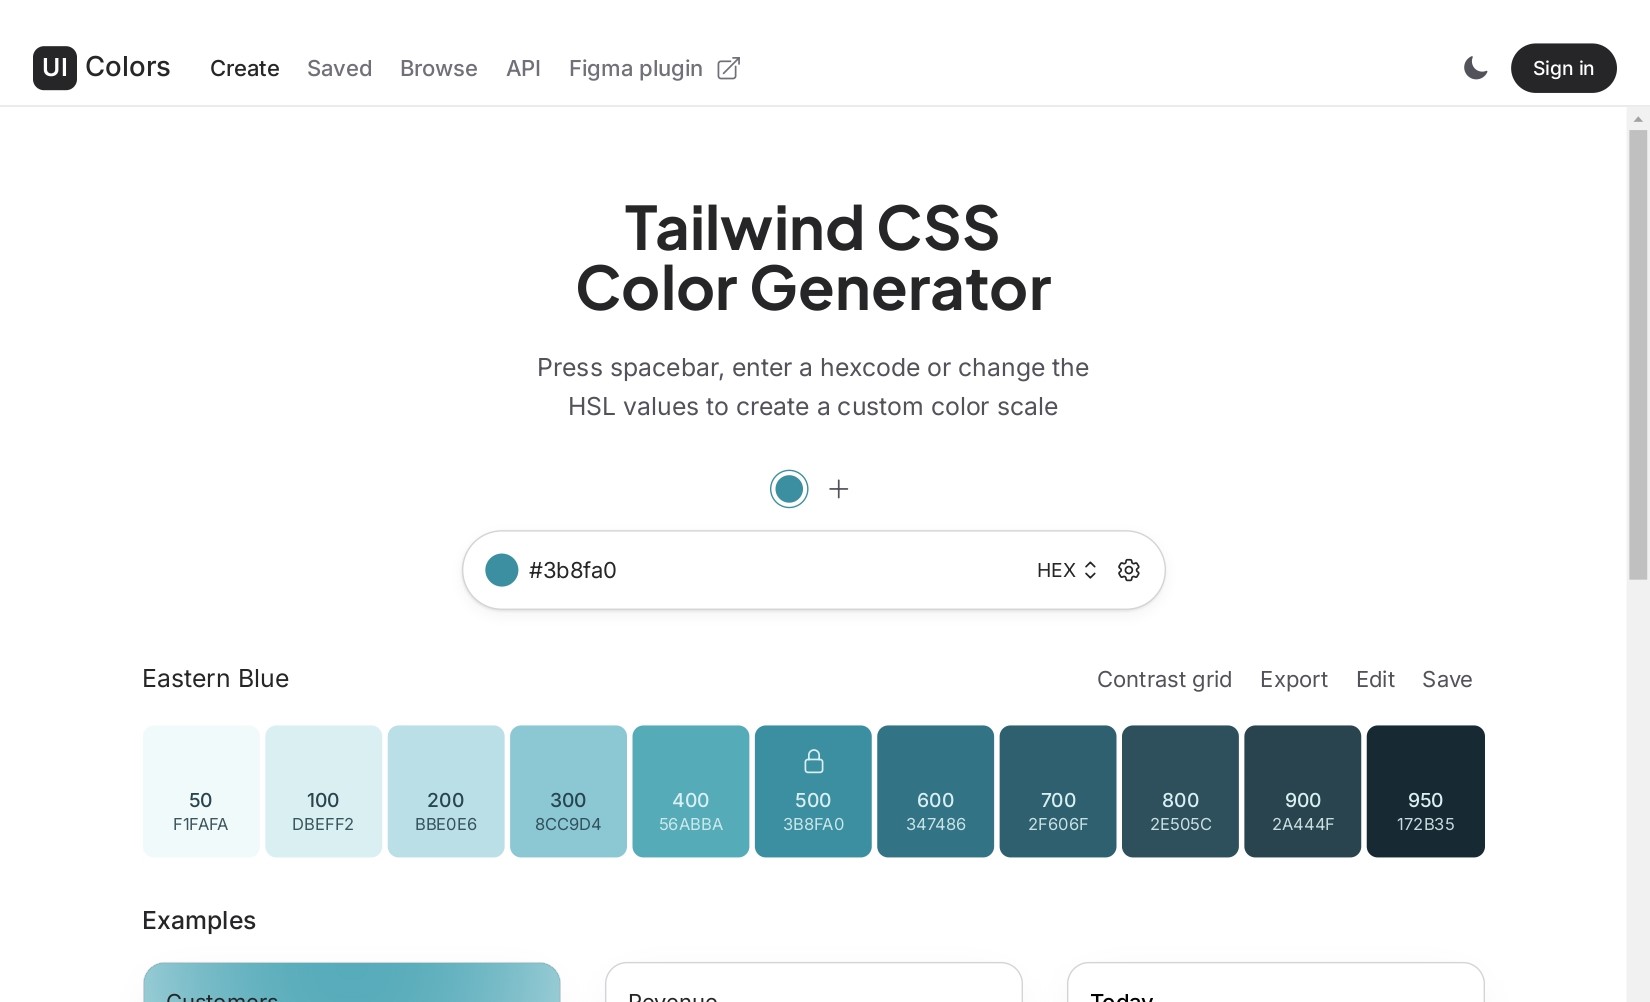 UI Colors Create Saved Browse API Figma plugin Sign in
Tailwind CSS
Color Generator
Press spacebar, enter a hexcode or change the
HSL values to create a custom color scale
#3b8fa0 HEX
Eastern Blue Contrast grid Export Edit Save
50 100 200 300 400 500 600 700 800 900 950
F1FAFA DBEFF2 BBE0E6 8CC9D4 56ABBA 3B8FA0 347486 2F606F 2E505C 2A444F 172B35
Examples
Customers Revenue Today